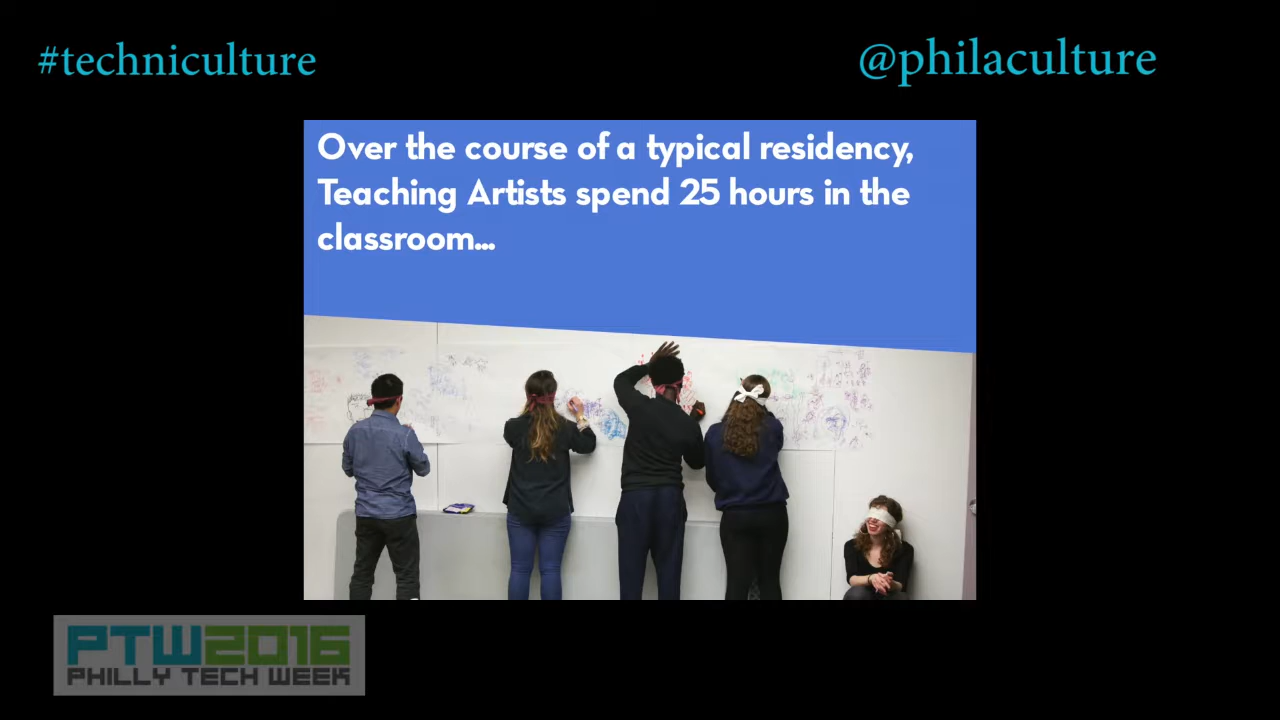 #techniculture
@philaculture
Over the course of a typical residency,
Teaching Artists spend 25 hours in the
classroom...
PTW2016
PHILLY TECH WEEK